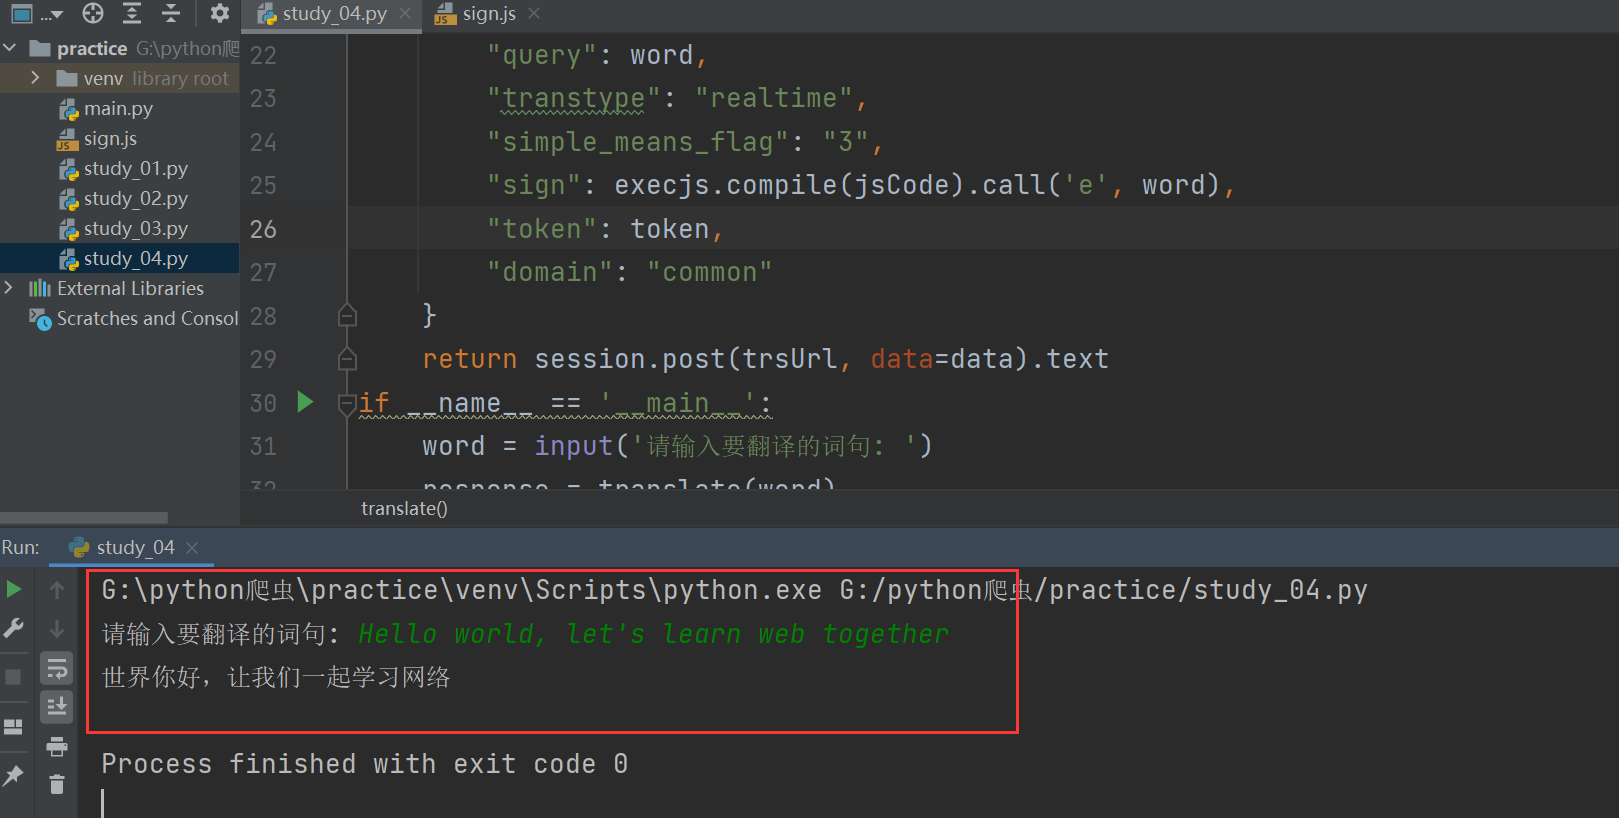 ...
study_04.py
sign.js
practice G:\python爬
venv library root
main.py
sign.js
study_01.py
study_02.py
study_03.py
study_04.py
External Libraries
Scratches and Consol
22 "query": word,
23 "transtype": "realtime",
24 "simple_means_flag": "3",
25 "sign": execjs.compile(jsCode).call('e', word),
26 "token": token,
27 "domain": "common"
28 }
29 return session.post(trsUrl, data=data).text
30 if __name__ == '__main__':
31 word = input('请输入要翻译的词句: ')
32 response = translate(word)
translate()
Run: study_04
G:\python爬虫\practice\venv\Scripts\python.exe G:/python爬虫/practice/study_04.py
请输入要翻译的词句: Hello world, let's learn web together
世界你好，让我们一起学习网络
Process finished with exit code 0